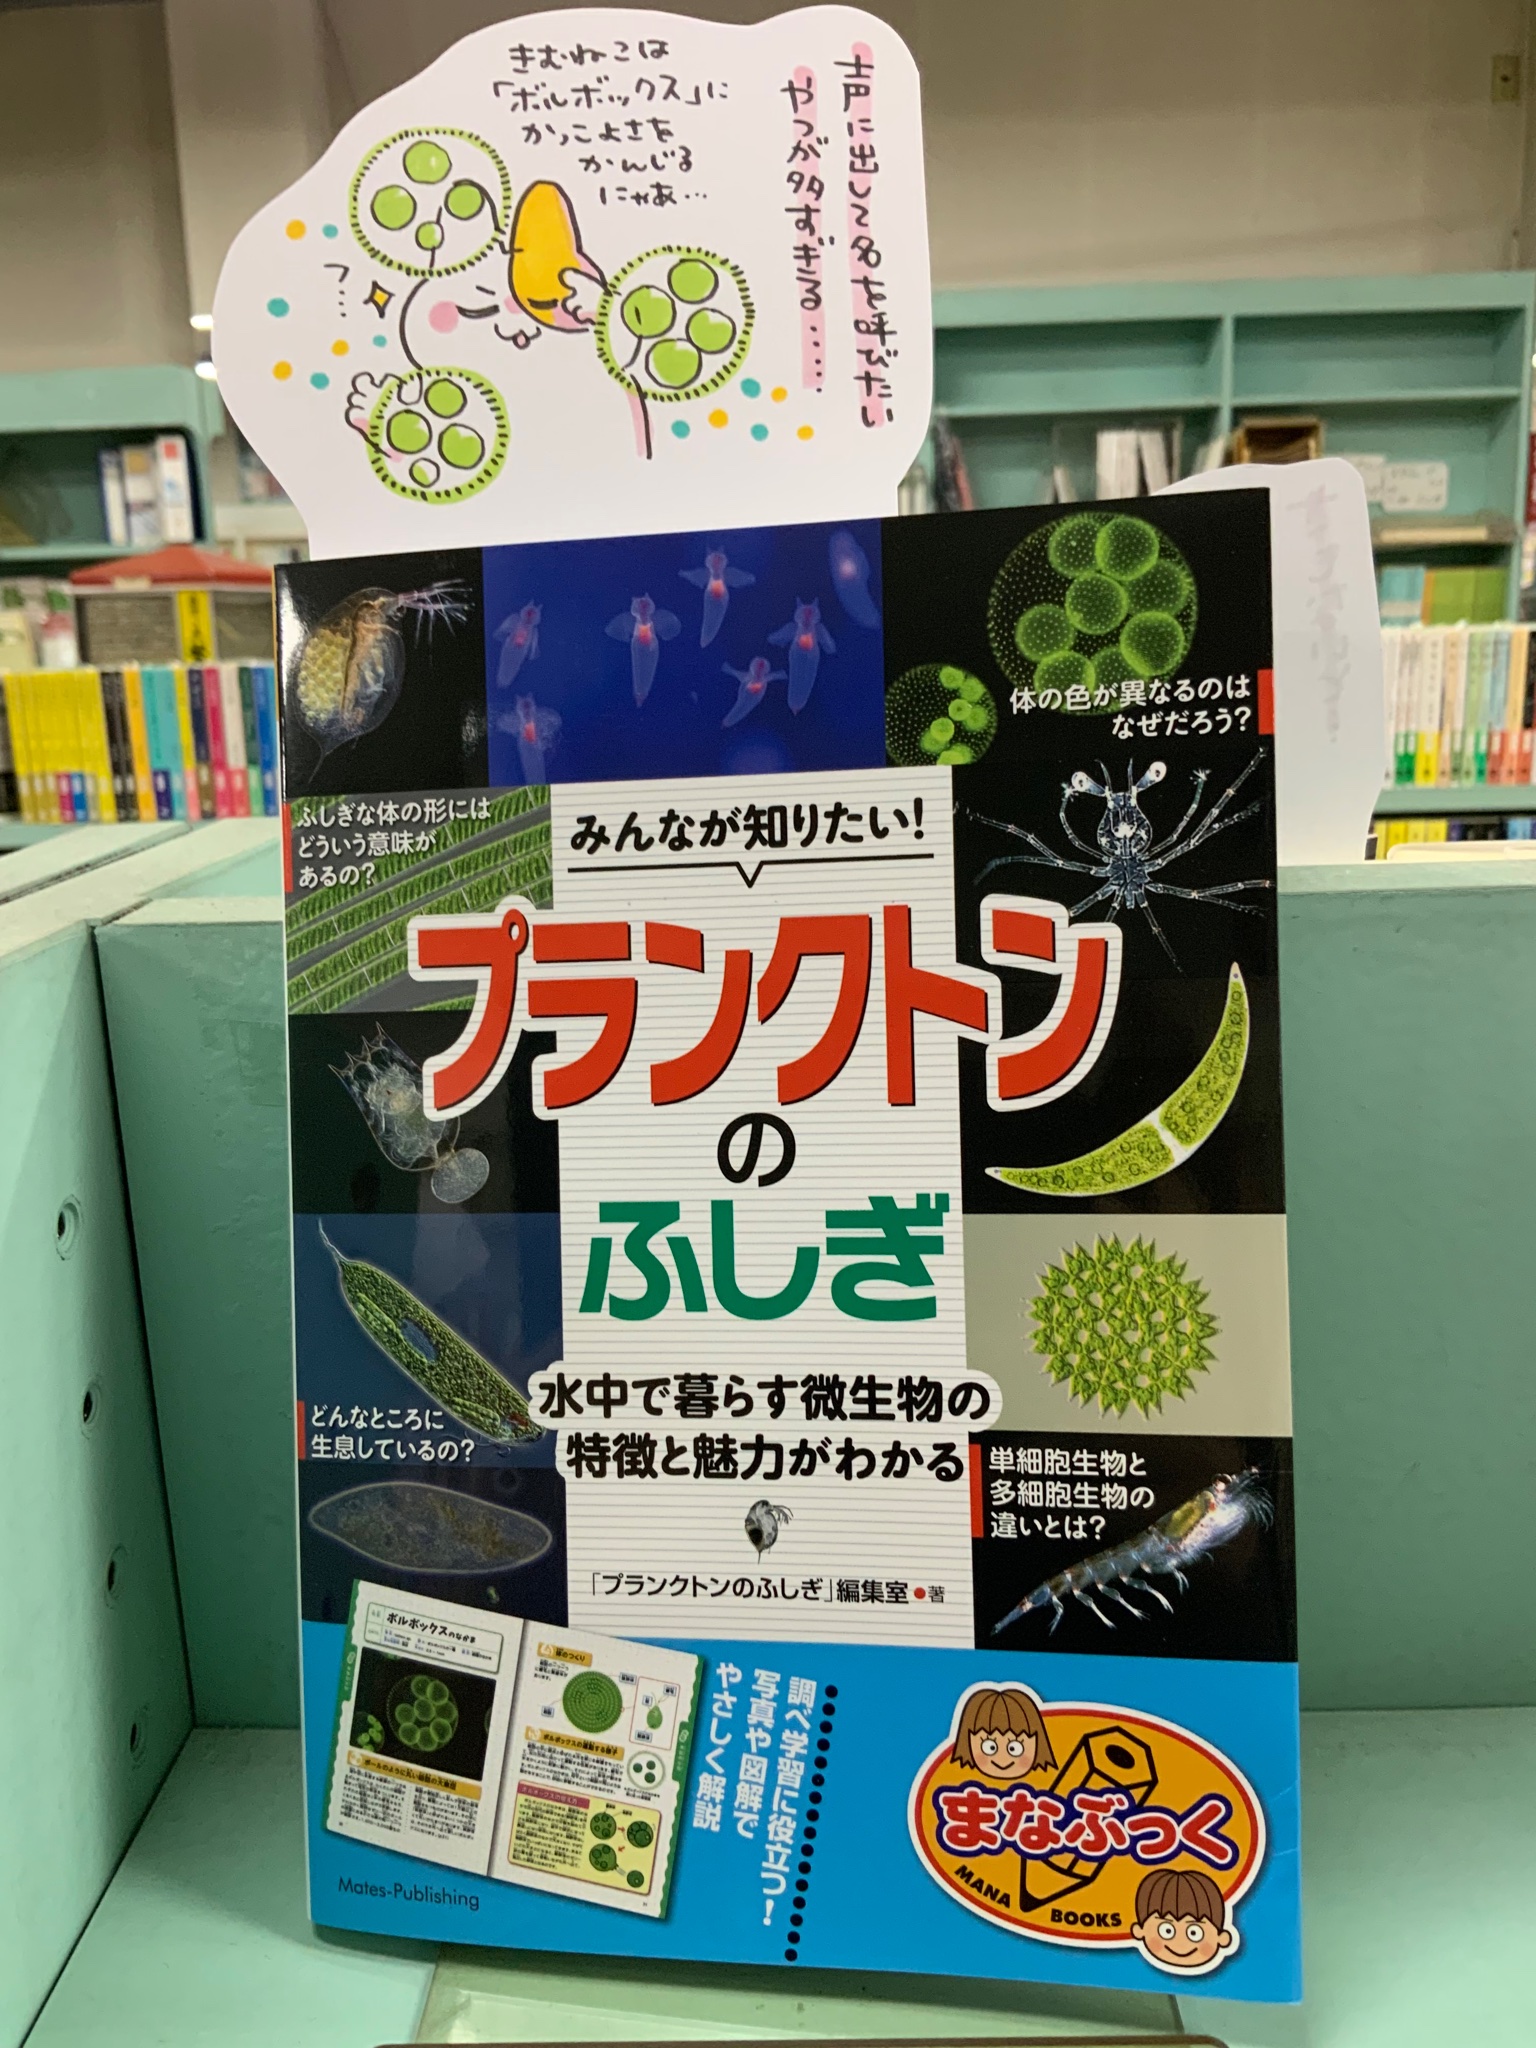 声に出して名を呼びたい
やつが多すぎる.....
きむねこは
「ボルボックス」に
かっこよさを
かんじる
にゃあ…
フ…
体の色が異なるのは
なぜだろう?
ふしぎな体の形には
どういう意味が
あるの?
みんなが知りたい!
プランクトン
の
ふしぎ
水中で暮らす微生物の
特徴と魅力がわかる
どんなところに
生息しているの?
単細胞生物と
多細胞生物の
違いとは?
「プランクトンのふしぎ」編集室●著
ボルボックスのなかま
調べ学習に役立つ!
写真や図解で
やさしく解説
まなぶっく
MANA BOOKS
Mates-Publishing